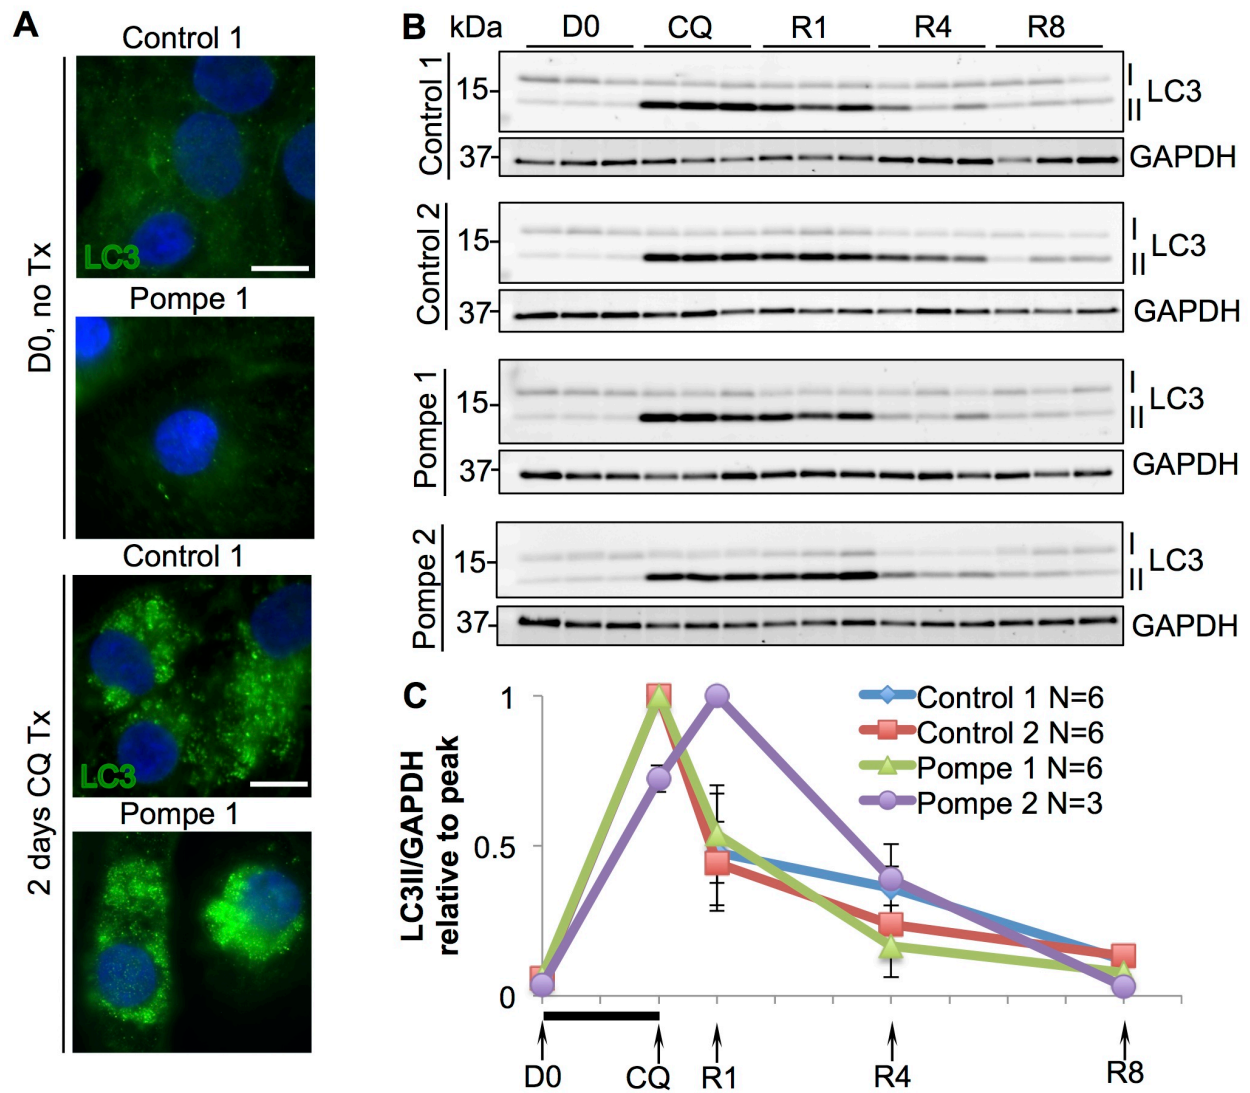 A
Control 1
LC3
Pompe 1
D0, no Tx
Control 1
LC3
Pompe 1
2 days CQ Tx
B kDa D0 CQ R1 R4 R8
Control 1
15
I
II
LC3
37
GAPDH
Control 2
15
I
II
LC3
37
GAPDH
Pompe 1
15
I
II
LC3
37
GAPDH
Pompe 2
15
I
II
LC3
37
GAPDH
C
LC3II/GAPDH
relative to peak
1
0.5
0
Control 1 N=6
Control 2 N=6
Pompe 1 N=6
Pompe 2 N=3
D0 CQ R1 R4 R8